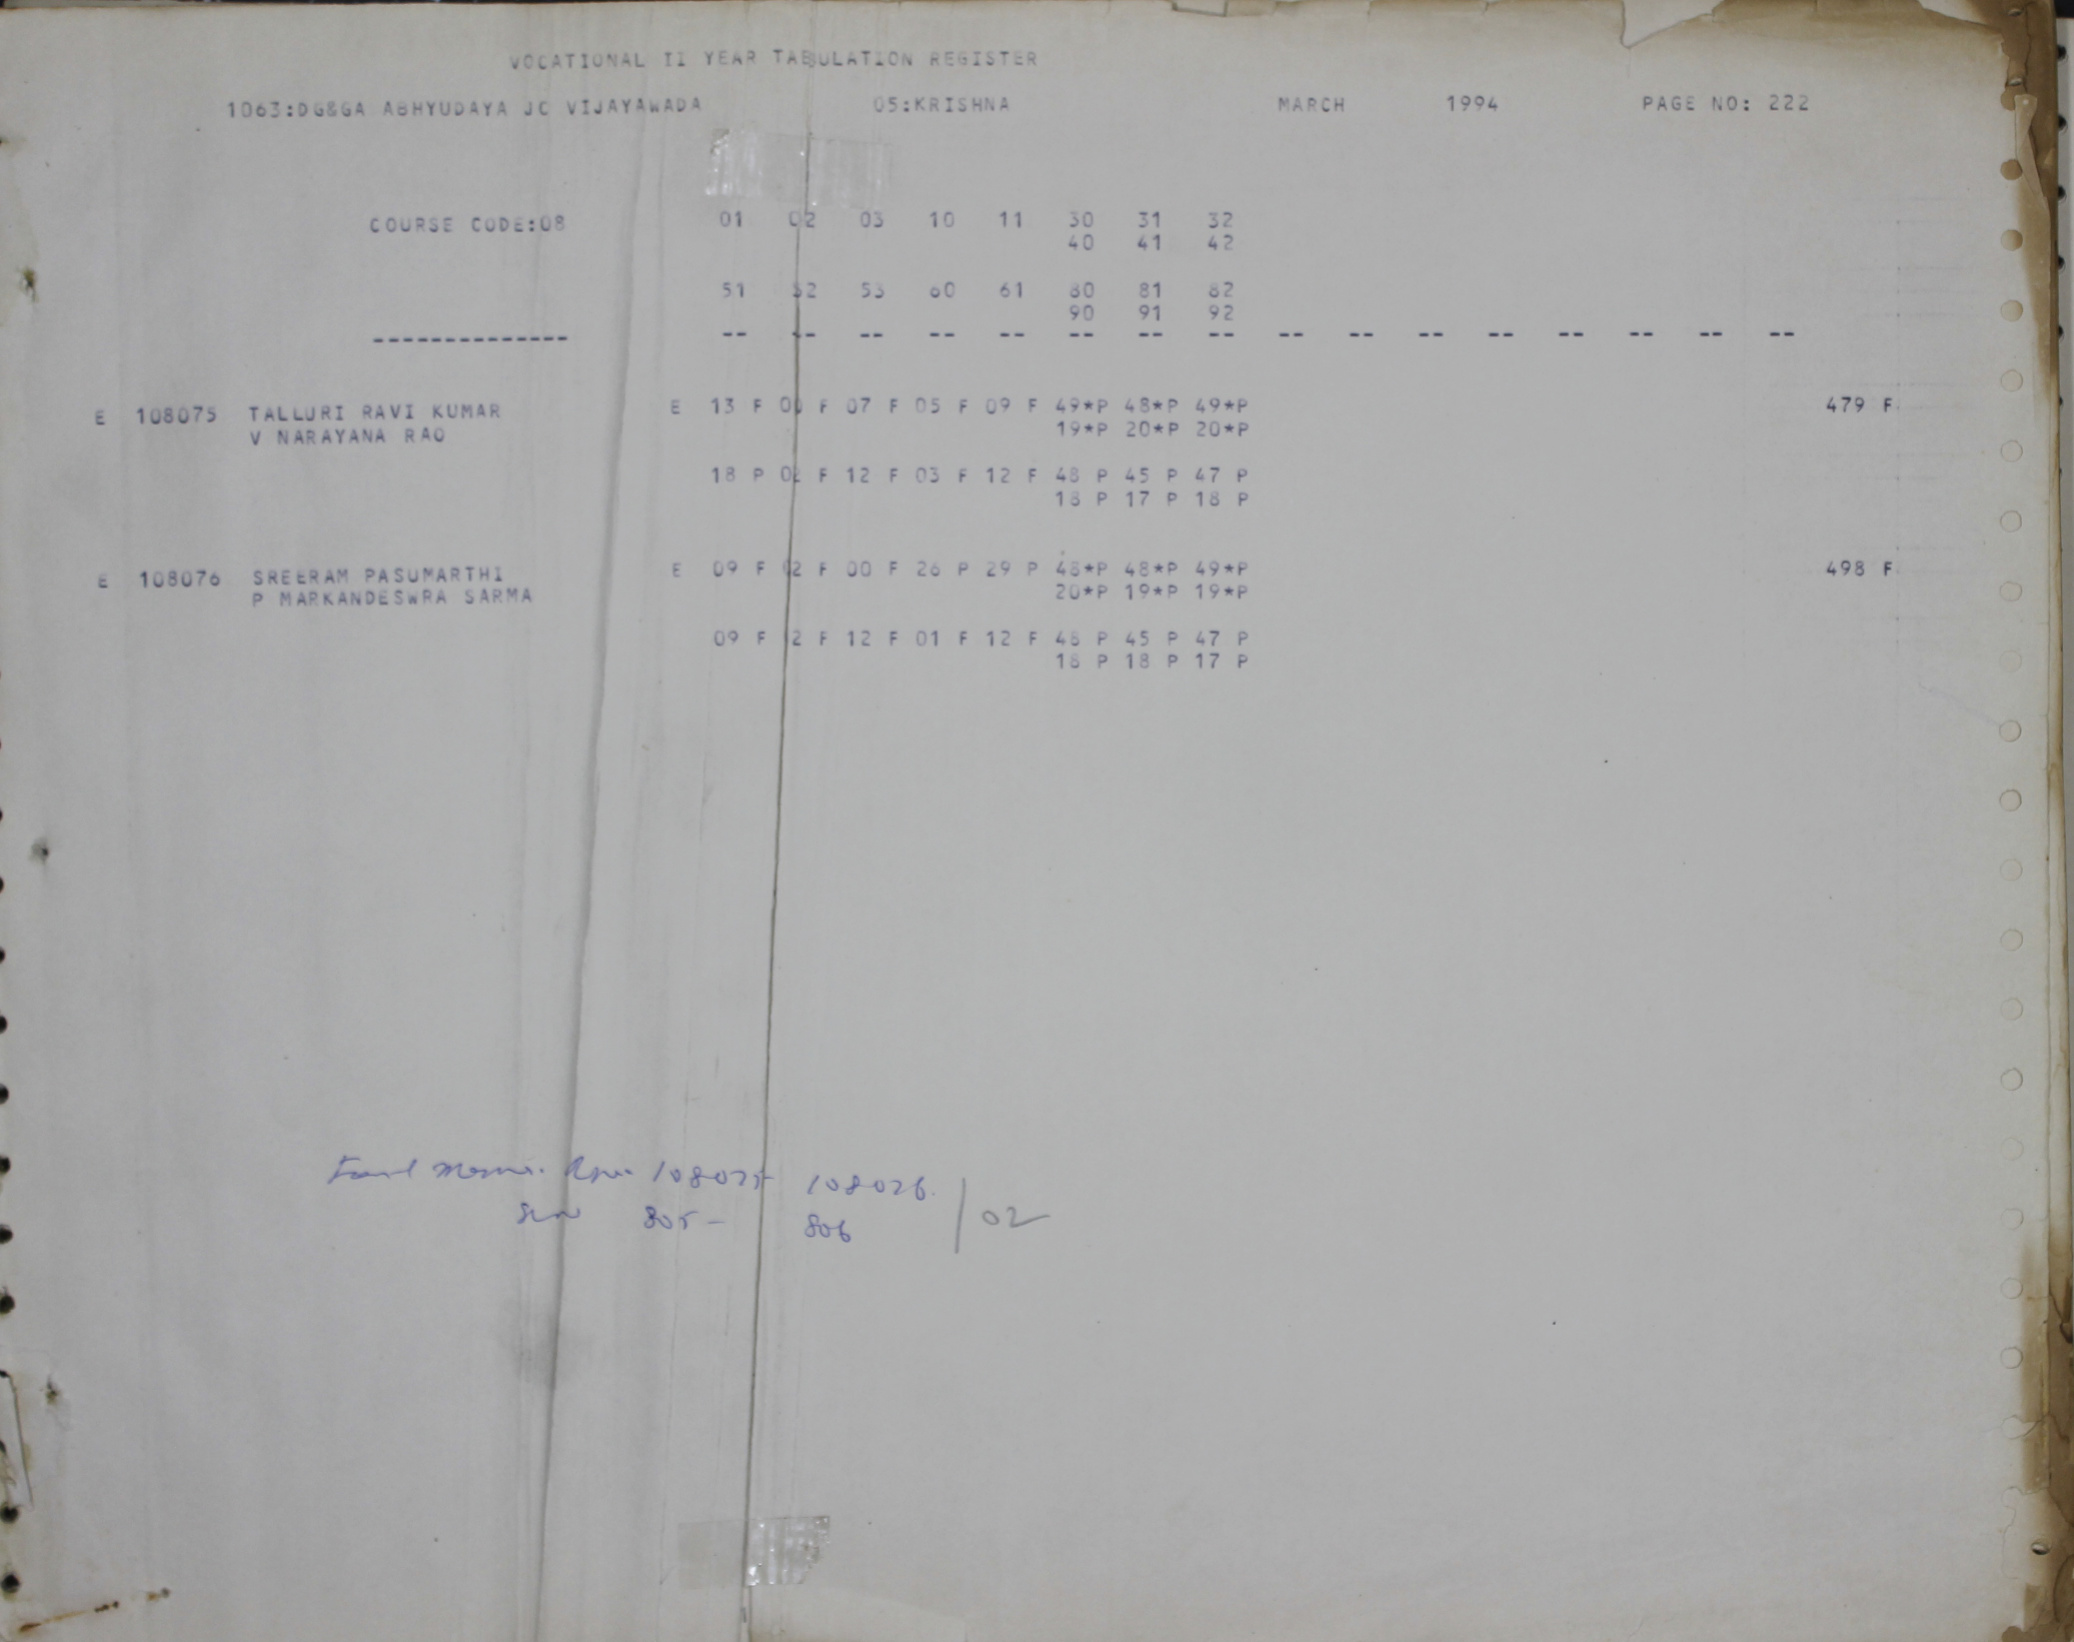 VOCATIONAL II YEAR TABULATION REGISTER
1063:DG&GA ABHYUDAYA JC VIJAYAWADA 05:KRISHNA MARCH 1994 PAGE NO: 222
COURSE CODE:08 01 02 03 10 11 30 31 32
40 41 42
51 52 53 60 61 80 81 82
90 91 92
-------------- -- -- -- -- -- -- -- -- -- -- -- -- -- -- -- --
E 108075 TALLURI RAVI KUMAR E 13 F F 07 F 05 F 09 F 49*P 48*P 49*P 479 F
V NARAYANA RAO 19*P 20*P 20*P
18 P F 12 F 03 F 12 F 48 P 45 P 47 P
18 P 17 P 18 P
E 108076 SREERAM PASUMARTHI E 09 F F 00 F 26 P 29 P 48*P 48*P 49*P 498 F
P MARKANDESWRA SARMA 20*P 19*P 19*P
09 F F 12 F 01 F 12 F 48 P 45 P 47 P
18 P 18 P 17 P
108075 108076
805 - 806 / 02